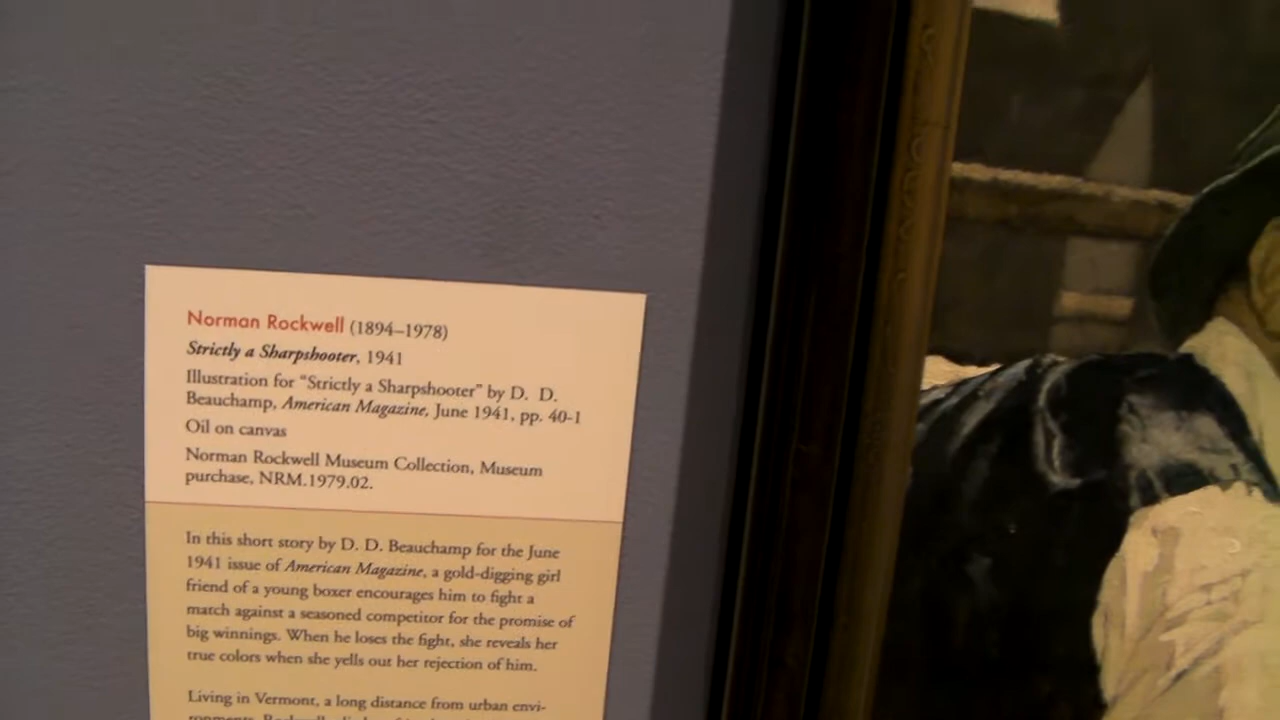 Norman Rockwell (1894–1978)
Strictly a Sharpshooter, 1941
Illustration for “Strictly a Sharpshooter” by D. D.
Beauchamp, American Magazine, June 1941, pp. 40-1
Oil on canvas
Norman Rockwell Museum Collection, Museum
purchase, NRM.1979.02.
In this short story by D. D. Beauchamp for the June
1941 issue of American Magazine, a gold-digging girl
friend of a young boxer encourages him to fight a
match against a seasoned competitor for the promise of
big winnings. When he loses the fight, she reveals her
true colors when she yells out her rejection of him.
Living in Vermont, a long distance from urban envi-